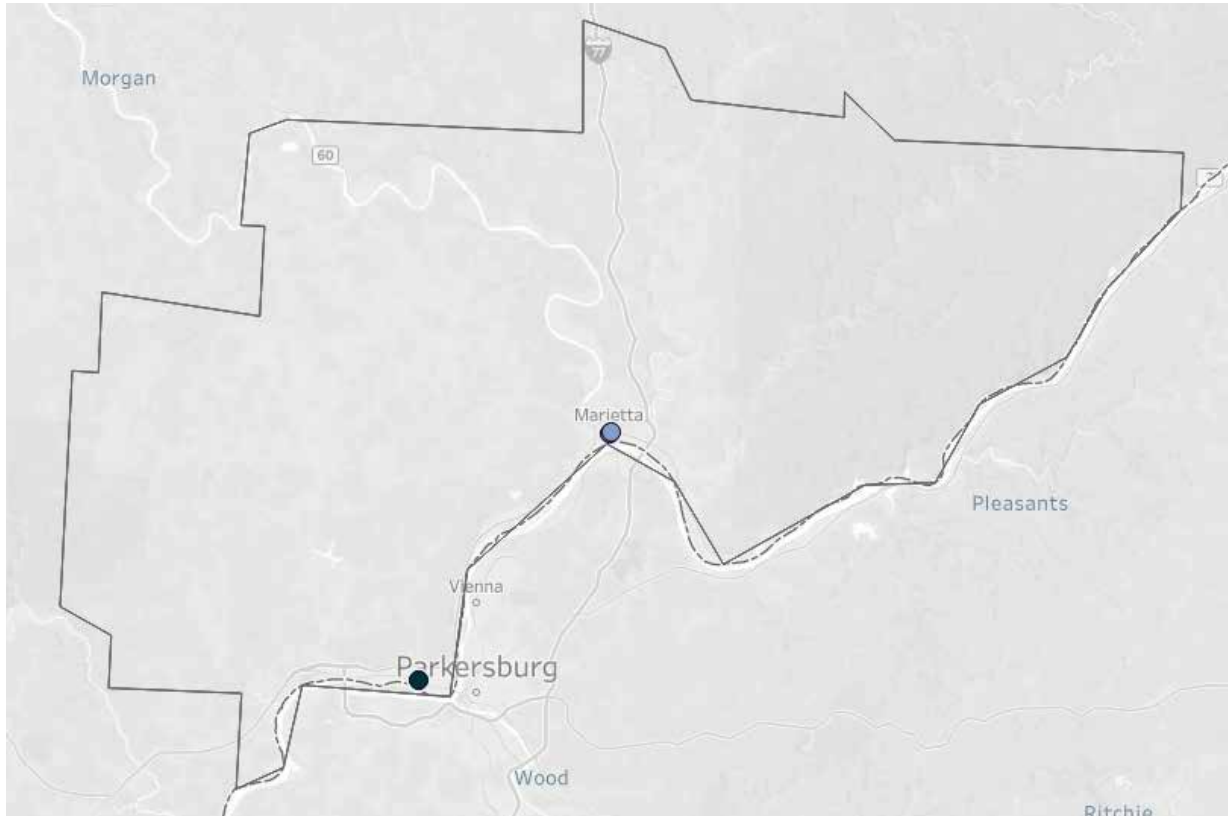 77
Morgan
60
7
Marietta
Pleasants
Vienna
Parkersburg
Wood
Ritchie